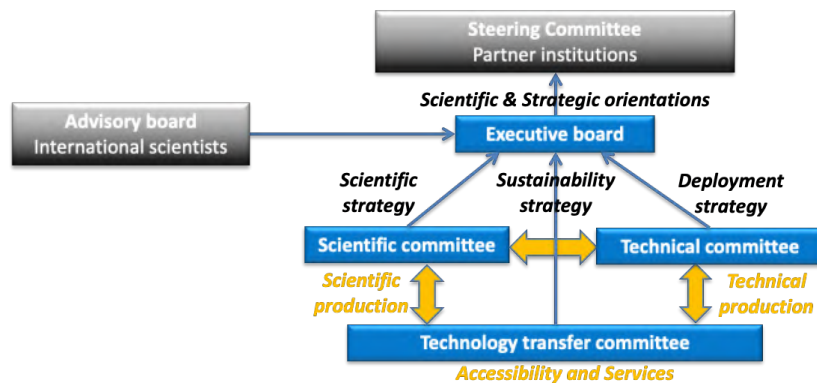 Steering Committee
Partner institutions
Scientific & Strategic orientations
Advisory board
International scientists
Executive board
Scientific
strategy
Sustainability
strategy
Deployment
strategy
Scientific committee
Technical committee
Scientific
production
Technical
production
Technology transfer committee
Accessibility and Services